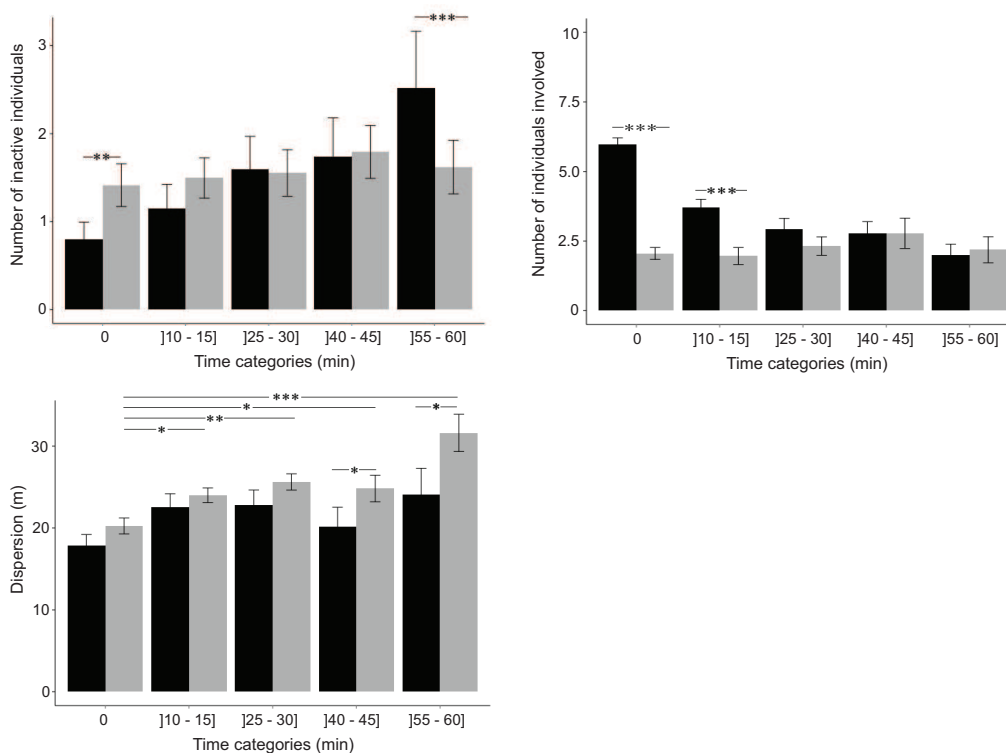 Number of inactive individuals
3
2
1
0
**
***
0
]10 - 15]
]25 - 30]
]40 - 45]
]55 - 60]
Time categories (min)
Number of individuals involved
10
7.5
5.0
2.5
0
***
***
0
]10 - 15]
]25 - 30]
]40 - 45]
]55 - 60]
Time categories (min)
Dispersion (m)
30
20
10
0
***
*
**
*
*
*
0
]10 - 15]
]25 - 30]
]40 - 45]
]55 - 60]
Time categories (min)